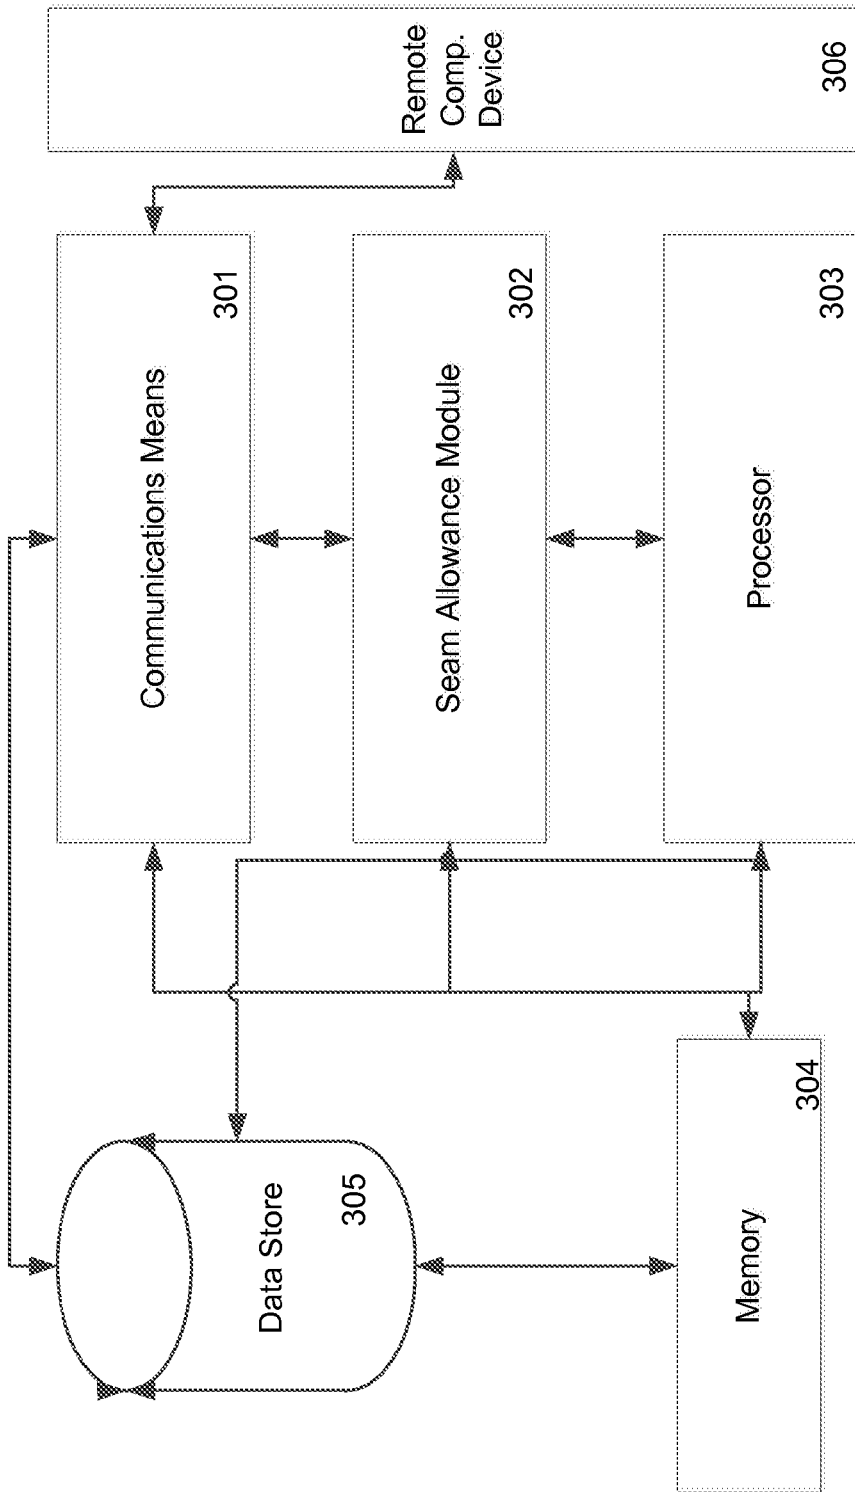 Remote
Comp.
Device
306
Communications Means
301
Seam Allowance Module
302
Processor
303
Data Store
305
Memory
304